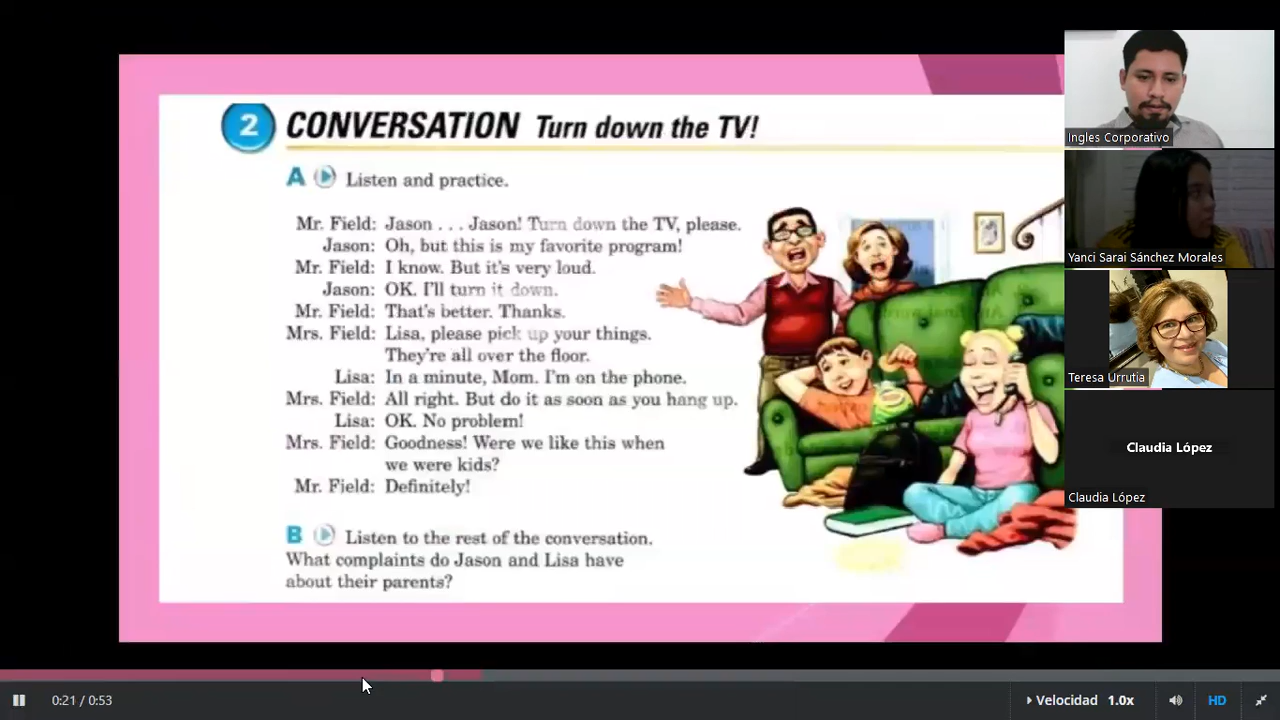 2 CONVERSATION Turn down the TV!
A Listen and practice.
Mr. Field: Jason . . . Jason! Turn down the TV, please.
Jason: Oh, but this is my favorite program!
Mr. Field: I know. But it's very loud.
Jason: OK. I'll turn it down.
Mr. Field: That's better. Thanks.
Mrs. Field: Lisa, please pick up your things.
They're all over the floor.
Lisa: In a minute, Mom. I'm on the phone.
Mrs. Field: All right. But do it as soon as you hang up.
Lisa: OK. No problem!
Mrs. Field: Goodness! Were we like this when
we were kids?
Mr. Field: Definitely!
B Listen to the rest of the conversation.
What complaints do Jason and Lisa have
about their parents?
Ingles Corporativo
Yanci Sarai Sánchez Morales
Teresa Urrutia
Claudia López
Claudia López
0:21 / 0:53
Velocidad 1.0x
HD